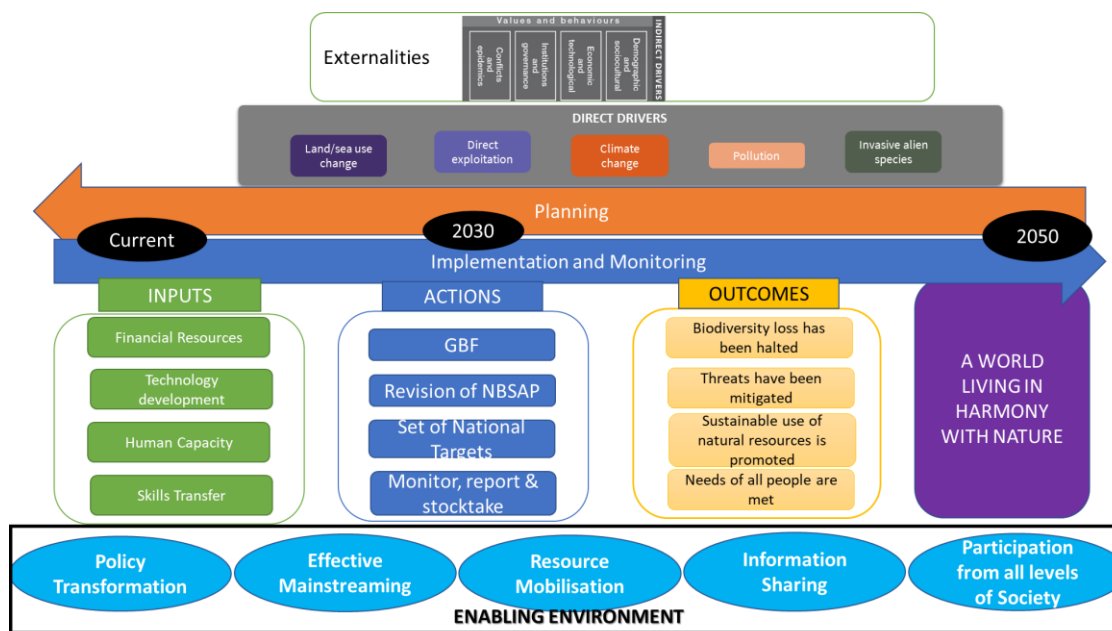 Externalities
Values and behaviours
Conflicts
and
epidemics
Institutions
and
governance
Economic
and
technological
Demographic
and
sociocultural
INDIRECT DRIVERS
DIRECT DRIVERS
Land/sea use
change
Direct
exploitation
Climate
change
Pollution
Invasive alien
species
Planning
Current
2030
2050
Implementation and Monitoring
INPUTS
Financial Resources
Technology
development
Human Capacity
Skills Transfer
ACTIONS
GBF
Revision of NBSAP
Set of National
Targets
Monitor, report &
stocktake
OUTCOMES
Biodiversity loss has
been halted
Threats have been
mitigated
Sustainable use of
natural resources is
promoted
Needs of all people are
met
A WORLD
LIVING IN
HARMONY
WITH NATURE
Policy
Transformation
Effective
Mainstreaming
Resource
Mobilisation
Information
Sharing
Participation
from all levels
of Society
ENABLING ENVIRONMENT